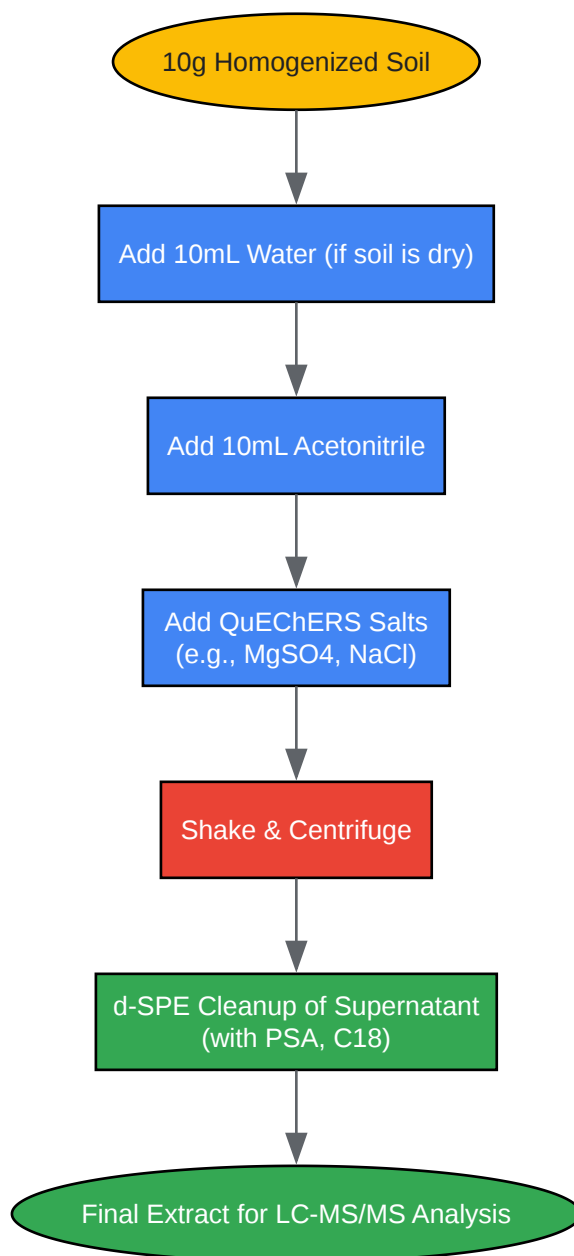 10g Homogenized Soil
Add 10mL Water (if soil is dry)
Add 10mL Acetonitrile
Add QuEChERS Salts
(e.g., MgSO4, NaCl)
Shake & Centrifuge
d-SPE Cleanup of Supernatant
(with PSA, C18)
Final Extract for LC-MS/MS Analysis